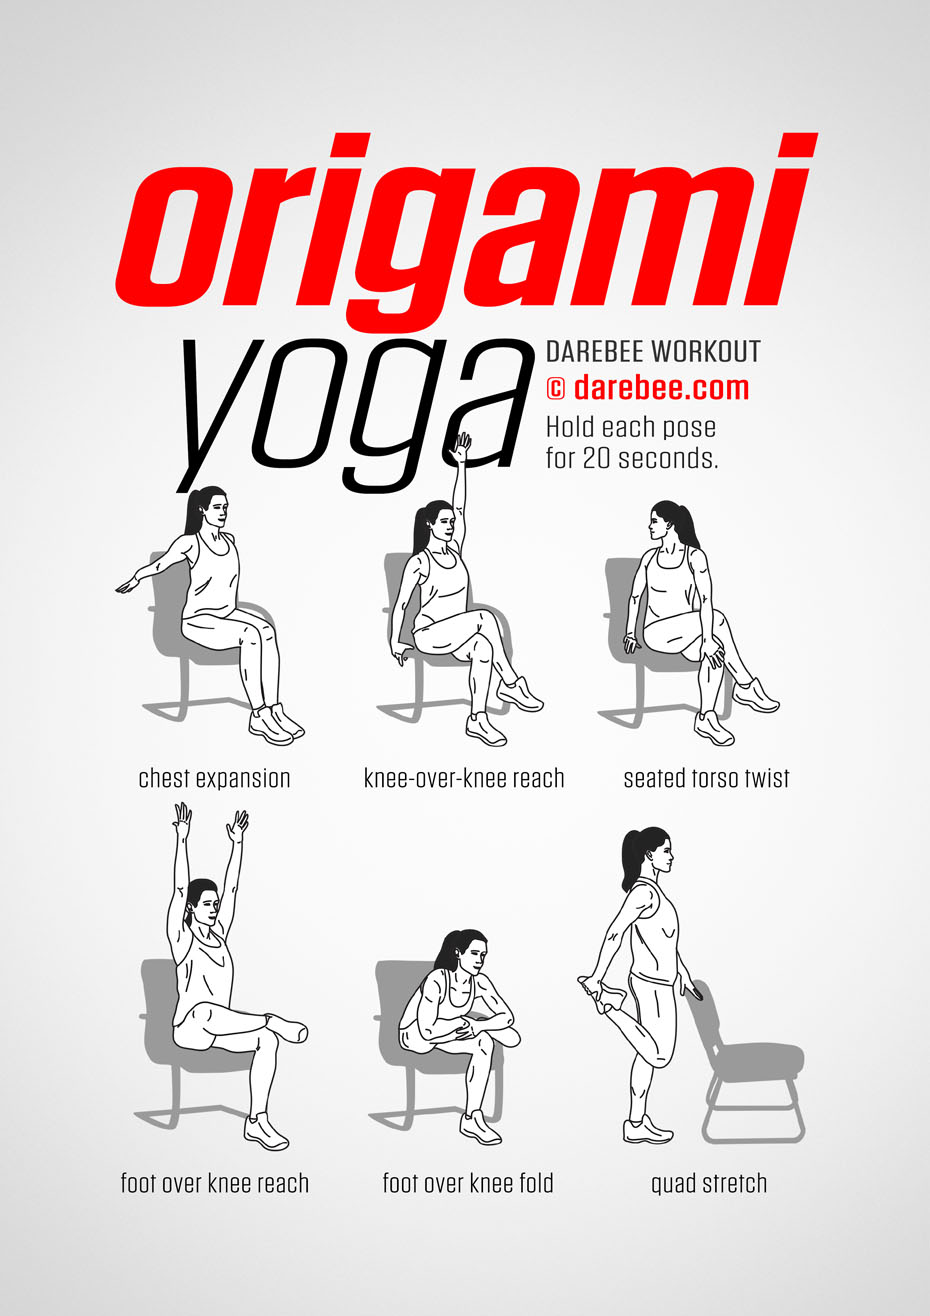 origami
yoga
DAREBEE WORKOUT
© darebee.com
Hold each pose
for 20 seconds.
chest expansion
knee-over-knee reach
seated torso twist
foot over knee reach
foot over knee fold
quad stretch